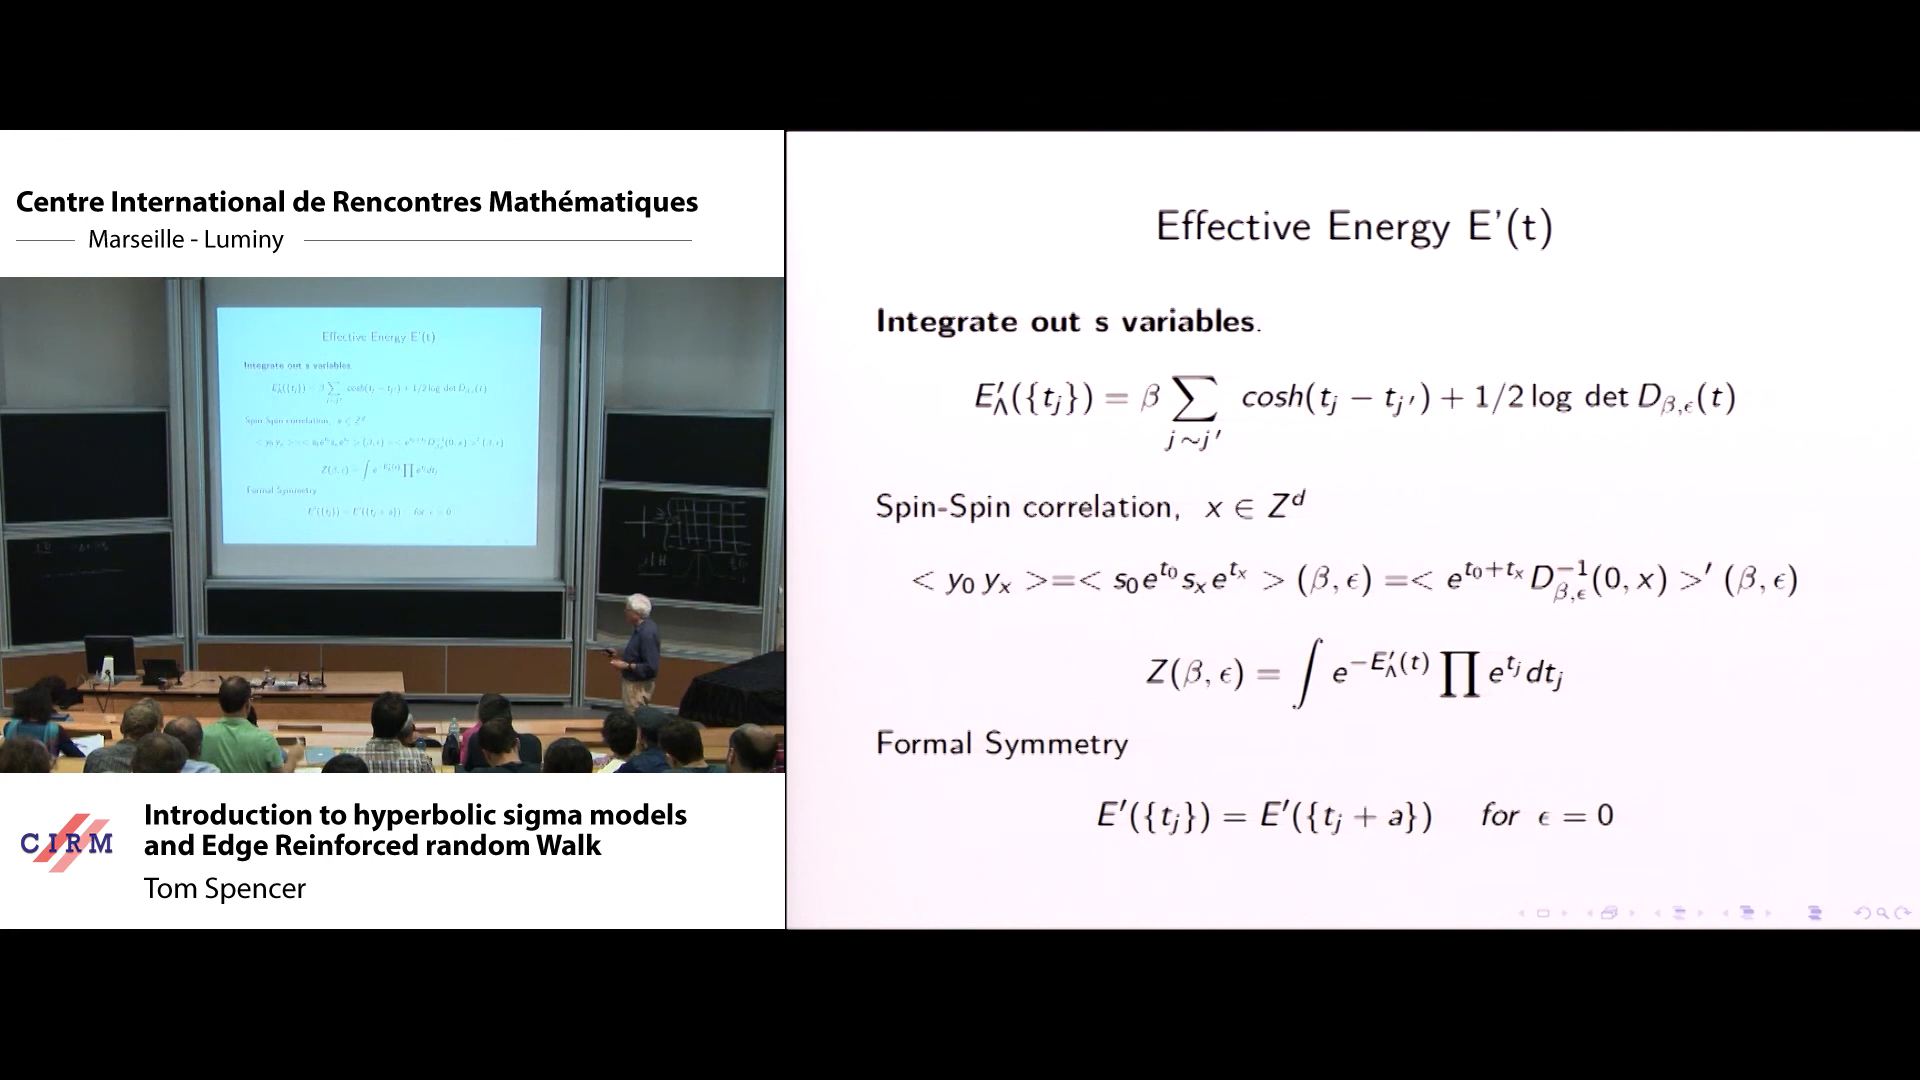 Centre International de Rencontres Mathématiques
Marseille - Luminy
Effective Energy E'(t)
Integrate out s variables.
E′_Λ({t_j}) = β ∑_{j∼j′} cosh(t_j − t_{j′}) + 1/2 log det D_{β,ϵ}(t)
Spin-Spin correlation, x ∈ Z^d
< y_0 y_x >=< s_0 e^{t_0} s_x e^{t_x} > (β, ϵ) =< e^{t_0+t_x} D^{−1}_{β,ϵ}(0, x) >′ (β, ϵ)
Z(β, ϵ) = ∫ e^{−E′_Λ(t)} ∏ e^{t_j} dt_j
Formal Symmetry
E′({t_j}) = E′({t_j + a}) for ϵ = 0
CIRM
Introduction to hyperbolic sigma models
and Edge Reinforced random Walk
Tom Spencer